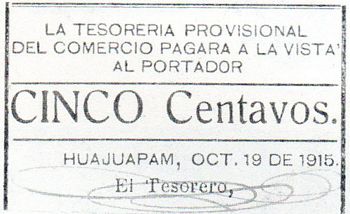 LA TESORERIA PROVISIONAL
DEL COMERCIO PAGARA A LA VISTA
AL PORTADOR
CINCO Centavos.
HUAJUAPAM, OCT. 19 DE 1915.
El Tesorero,